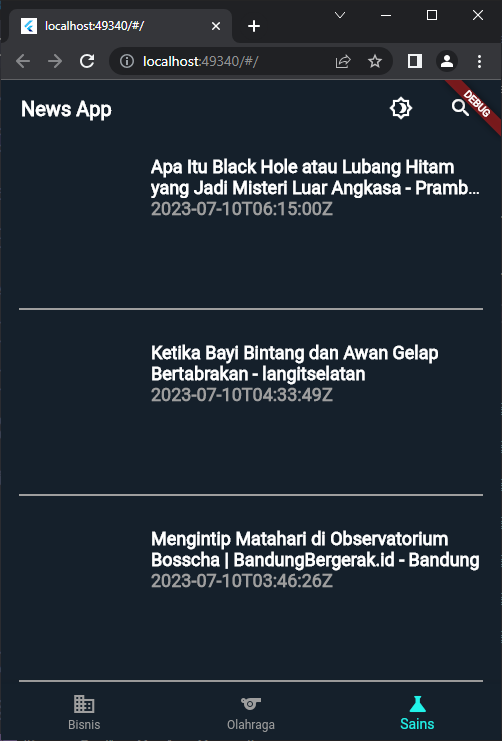 localhost:49340/#/
localhost:49340/#/
News App
DEBUG
Apa Itu Black Hole atau Lubang Hitam
yang Jadi Misteri Luar Angkasa - Pramb...
2023-07-10T06:15:00Z
Ketika Bayi Bintang dan Awan Gelap
Bertabrakan - langitselatan
2023-07-10T04:33:49Z
Mengintip Matahari di Observatorium
Bosscha | BandungBergerak.id - Bandung
2023-07-10T03:46:26Z
Bisnis
Olahraga
Sains